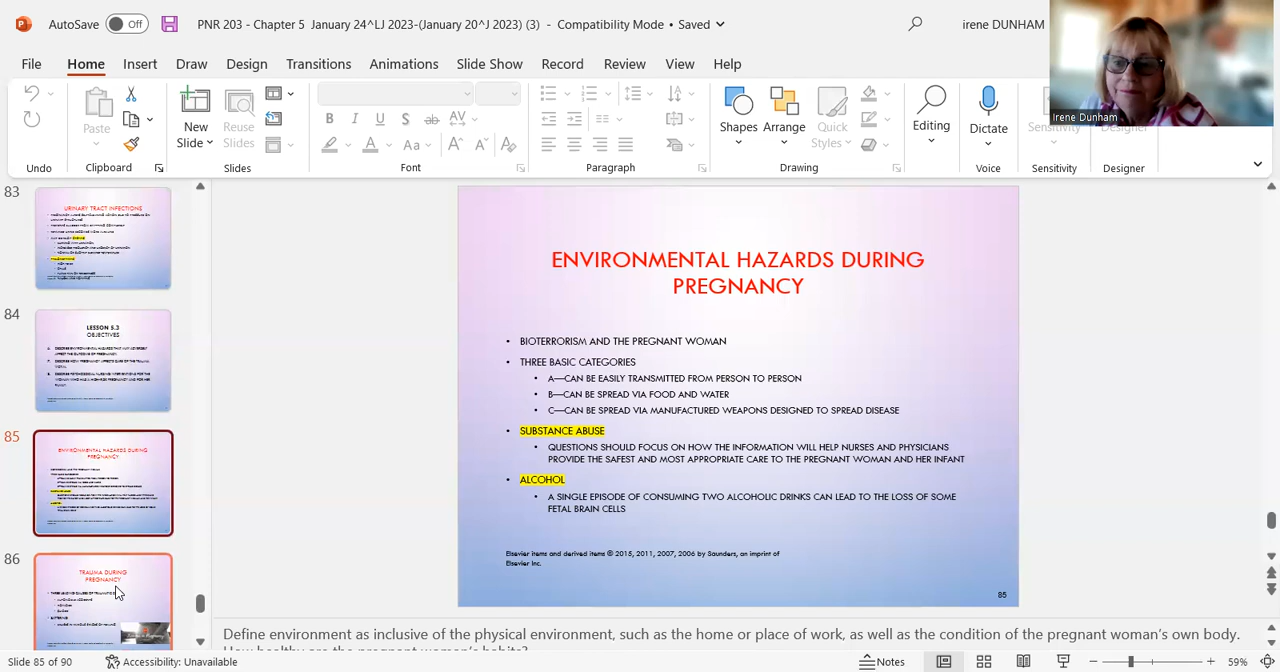 AutoSave Off PNR 203 - Chapter 5 January 24^LJ 2023-(January 20^J 2023) (3) - Compatibility Mode • Saved irene DUNHAM
File Home Insert Draw Design Transitions Animations Slide Show Record Review View Help
Paste
New Slide
Reuse Slides
Shapes Arrange Quick Styles
Editing
Dictate
Sensitivity
Designer
Irene Dunham
Undo Clipboard Slides Font Paragraph Drawing Voice Sensitivity Designer
83
URINARY TRACT INFECTIONS
84
LESSON 5.3
OBJECTIVES
85
ENVIRONMENTAL HAZARDS DURING
PREGNANCY
86
TRAUMA DURING
PREGNANCY
ENVIRONMENTAL HAZARDS DURING
PREGNANCY
• BIOTERRORISM AND THE PREGNANT WOMAN
• THREE BASIC CATEGORIES
• A—CAN BE EASILY TRANSMITTED FROM PERSON TO PERSON
• B—CAN BE SPREAD VIA FOOD AND WATER
• C—CAN BE SPREAD VIA MANUFACTURED WEAPONS DESIGNED TO SPREAD DISEASE
• SUBSTANCE ABUSE
• QUESTIONS SHOULD FOCUS ON HOW THE INFORMATION WILL HELP NURSES AND PHYSICIANS
PROVIDE THE SAFEST AND MOST APPROPRIATE CARE TO THE PREGNANT WOMAN AND HER INFANT
• ALCOHOL
• A SINGLE EPISODE OF CONSUMING TWO ALCOHOLIC DRINKS CAN LEAD TO THE LOSS OF SOME
FETAL BRAIN CELLS
Elsevier items and derived items © 2015, 2011, 2007, 2006 by Saunders, an imprint of
Elsevier Inc.
85
Define environment as inclusive of the physical environment, such as the home or place of work, as well as the condition of the pregnant woman's own body.
How healthy are the pregnant woman's habits?
Slide 85 of 90 Accessibility: Unavailable Notes 59%